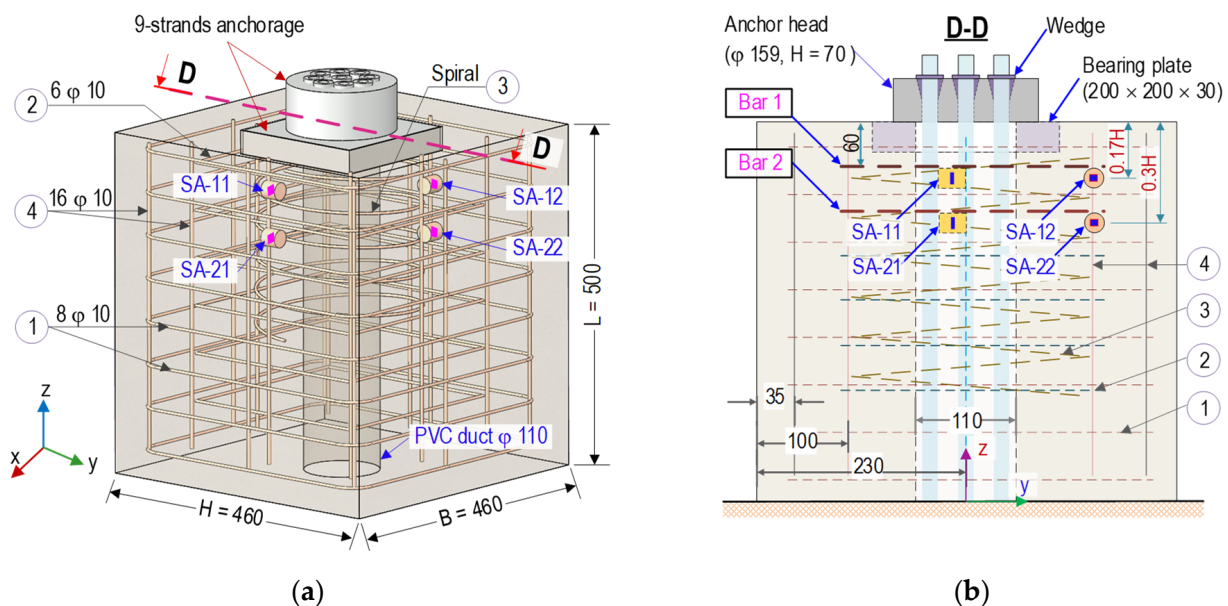 9-strands anchorage
D
6 φ 10
Spiral
3
2
D
SA-11
SA-12
16 φ 10
4
SA-21
SA-22
L = 500
8 φ 10
1
z
x
y
PVC duct φ 110
H = 460
B = 460
(a)
Anchor head
(φ 159, H = 70)
D-D
Wedge
Bearing plate
(200 × 200 × 30)
Bar 1
60
0.17H
0.3H
Bar 2
SA-11
SA-12
SA-21
SA-22
4
3
2
35
110
1
100
230
z
y
(b)